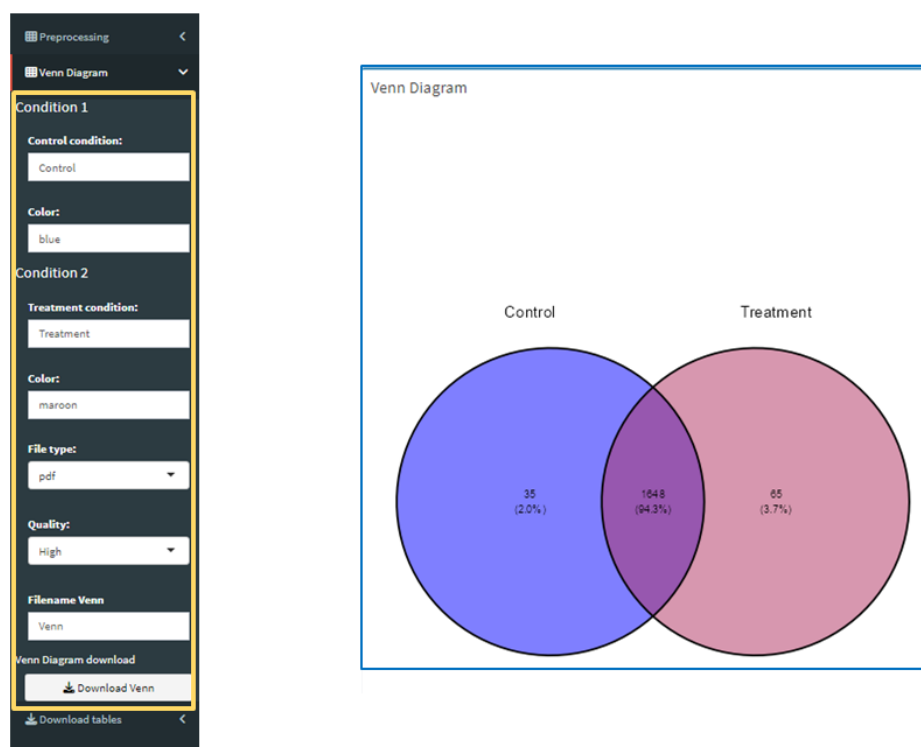 Preprocessing
Venn Diagram
Condition 1
Control condition:
Control
Color:
blue
Condition 2
Treatment condition:
Treatment
Color:
maroon
File type:
pdf
Quality:
High
Filename Venn
Venn
Venn Diagram download
Download Venn
Download tables
Venn Diagram
Control
Treatment
35
(2.0%)
1648
(94.3%)
65
(3.7%)